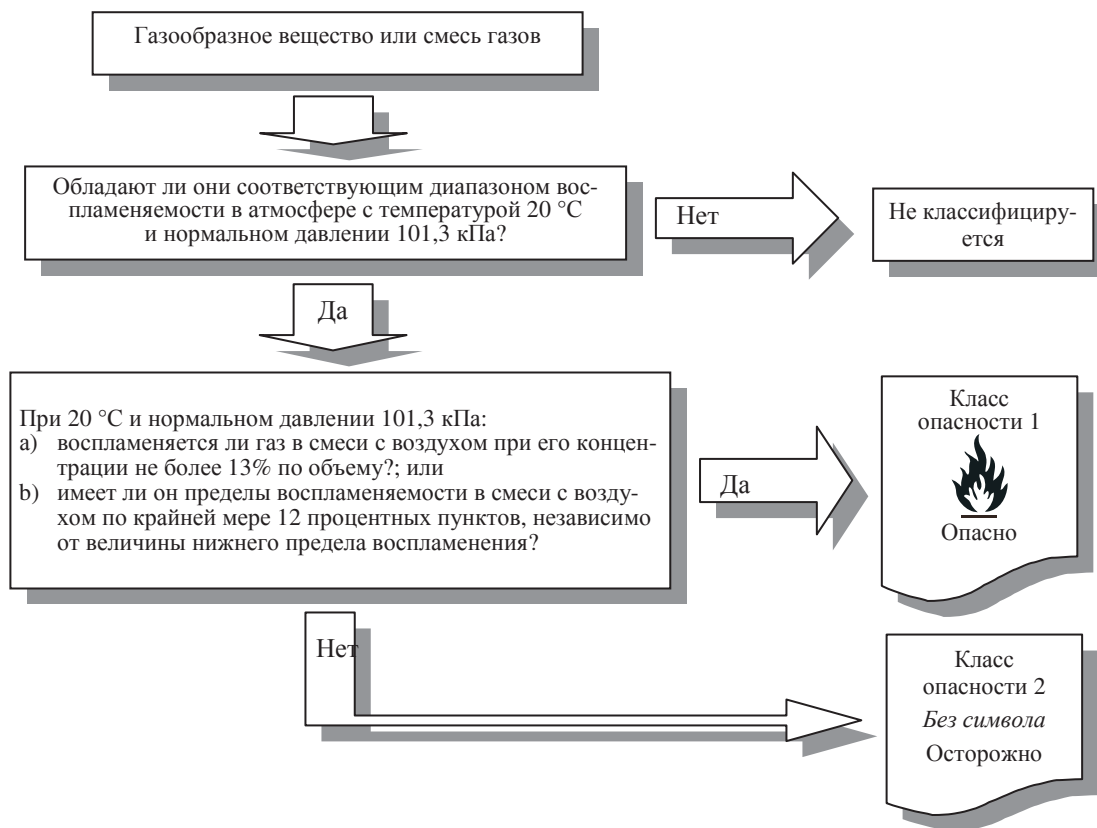 Газообразное вещество или смесь газов
Обладают ли они соответствующим диапазоном вос-
пламеняемости в атмосфере с температурой 20 °C
и нормальном давлении 101,3 кПа?
Нет
Не классифициру-
ется
Да
При 20 °C и нормальном давлении 101,3 кПа:
a) воспламеняется ли газ в смеси с воздухом при его концен-
трации не более 13% по объему?; или
b) имеет ли он пределы воспламеняемости в смеси с возду-
хом по крайней мере 12 процентных пунктов, независимо
от величины нижнего предела воспламенения?
Да
Класс
опасности 1
Опасно
Нет
Класс
опасности 2
Без символа
Осторожно